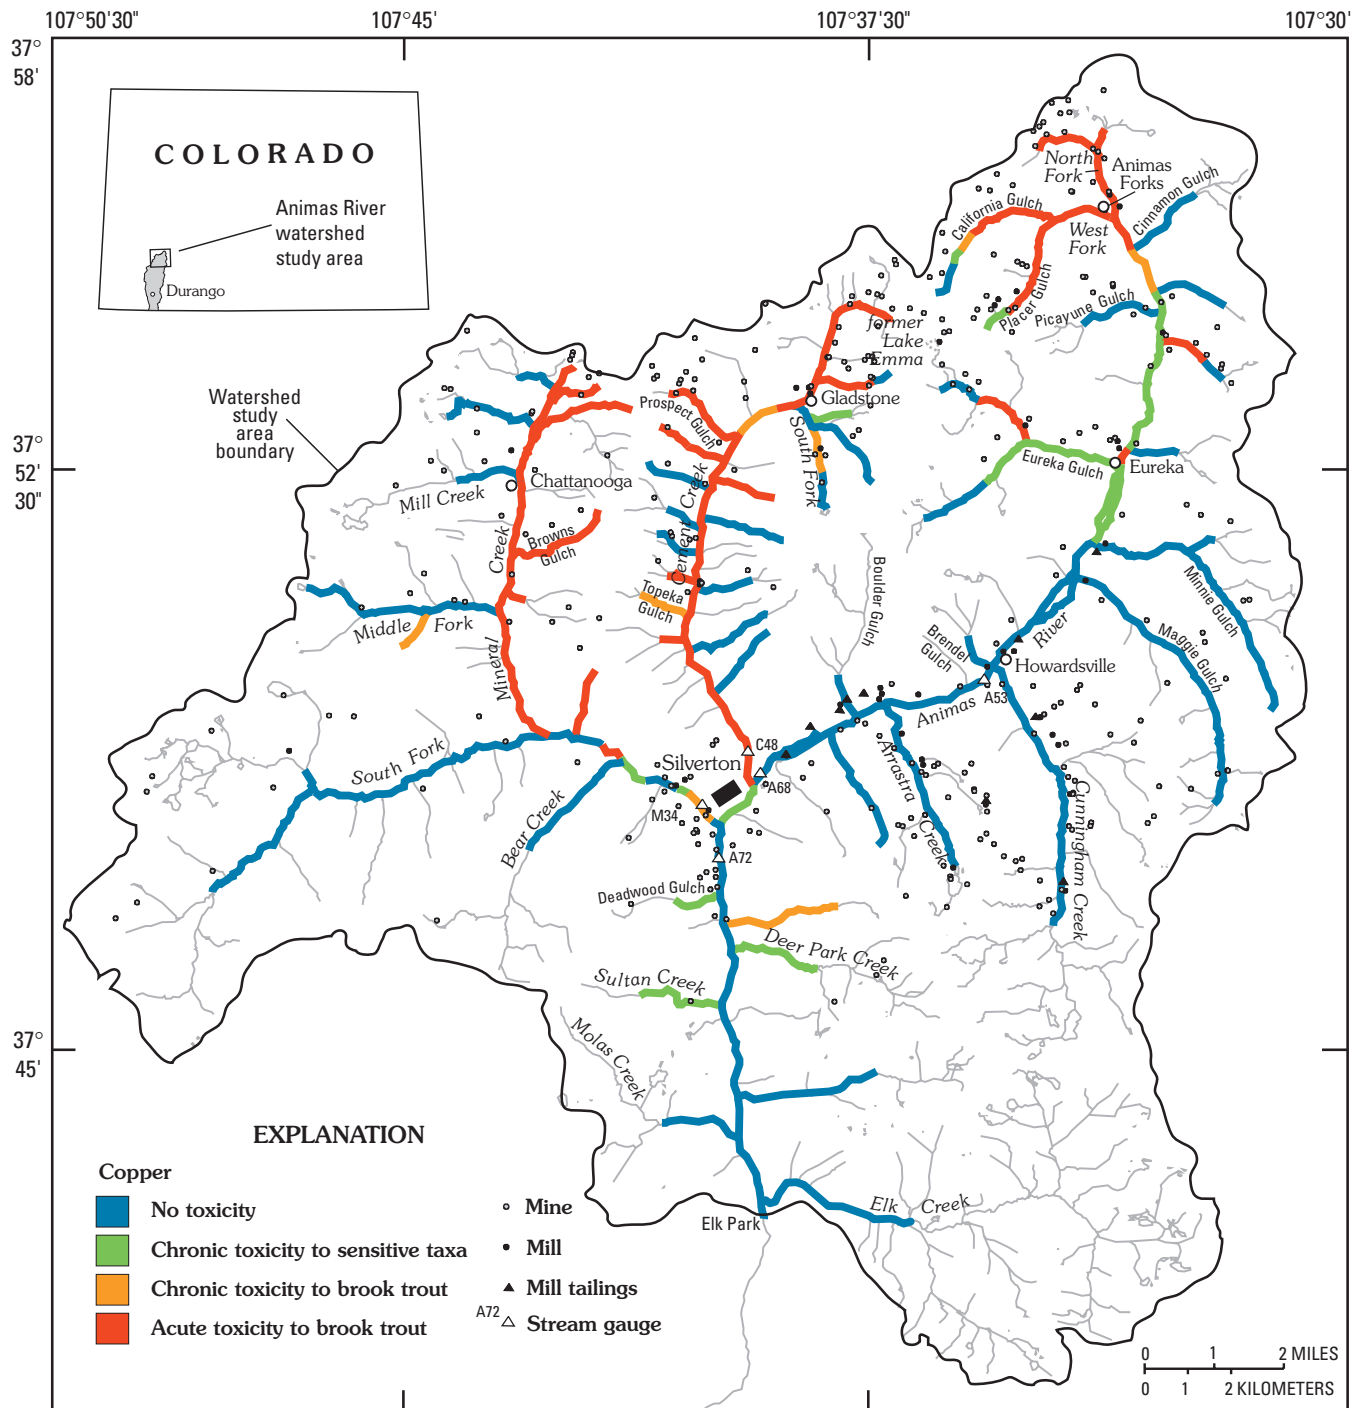 107°50'30"
107°45'
107°37'30"
107°30'
37°
58'
COLORADO
Animas River
watershed
study area
Durango
North
Fork
Animas
Forks
Cinnamon Gulch
California Gulch
West
Fork
Placer Gulch
Picayune Gulch
former
Lake
Emma
Gladstone
Prospect Gulch
South Fork
Watershed
study
area
boundary
37°
52'
30"
Chattanooga
Mill Creek
Eureka Gulch
Eureka
Browns
Gulch
Cement Creek
Topeka
Gulch
Boulder Gulch
Minnie Gulch
Maggie Gulch
Middle Fork
Mineral Creek
Brendel
Gulch
River
Howardsville
A53
Animas
South Fork
C48
Silverton
A68
M34
Arrastra
Creek
Cunningham Creek
Bear Creek
A72
Deadwood Gulch
Deer Park Creek
Sultan Creek
Molas Creek
37°
45'
EXPLANATION
Copper
No toxicity
Chronic toxicity to sensitive taxa
Chronic toxicity to brook trout
Acute toxicity to brook trout
Mine
Mill
Mill tailings
A72
Stream gauge
Elk Park
Elk Creek
0 1 2 MILES
0 1 2 KILOMETERS